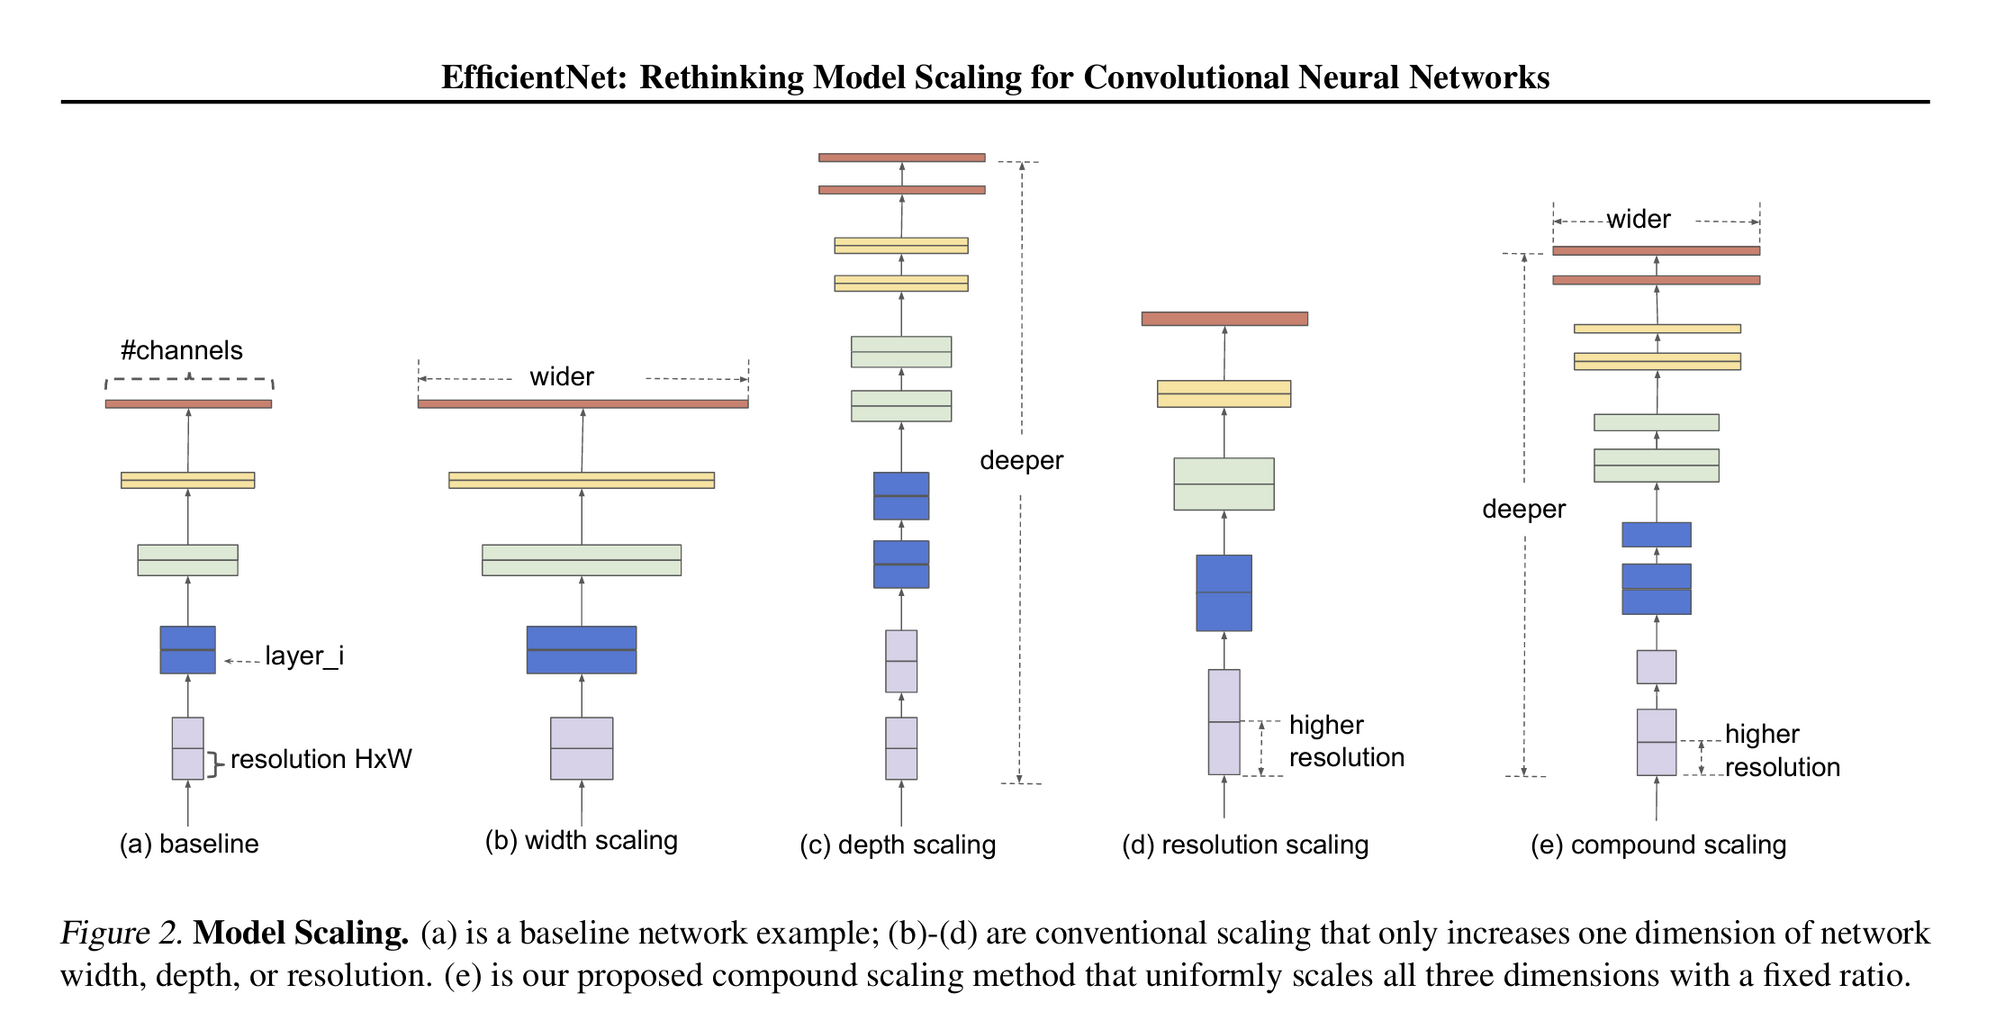 EfficientNet: Rethinking Model Scaling for Convolutional Neural Networks
#channels
layer_i
resolution HxW
(a) baseline
wider
(b) width scaling
deeper
(c) depth scaling
higher
resolution
(d) resolution scaling
wider
deeper
higher
resolution
(e) compound scaling
Figure 2. Model Scaling. (a) is a baseline network example; (b)-(d) are conventional scaling that only increases one dimension of network
width, depth, or resolution. (e) is our proposed compound scaling method that uniformly scales all three dimensions with a fixed ratio.